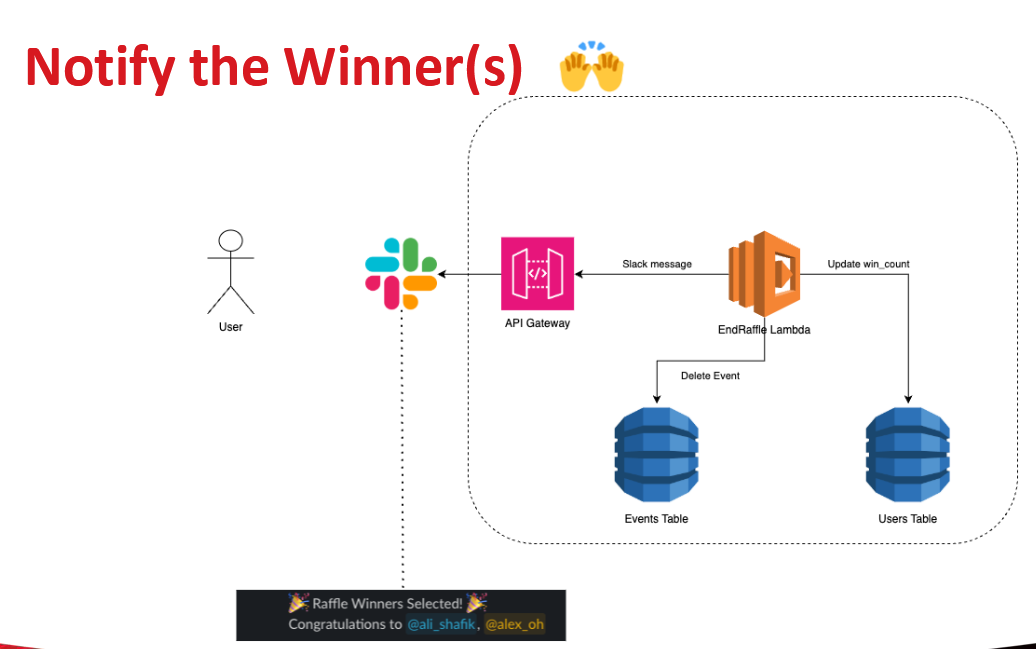 Notify the Winner(s)
Slack message
Update win_count
User
API Gateway
EndRaffle Lambda
Delete Event
Events Table
Users Table
Raffle Winners Selected!
Congratulations to @ali_shafik, @alex_oh